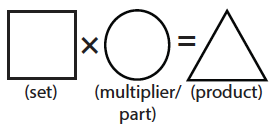 × =
(set) (multiplier/ (product)
part)